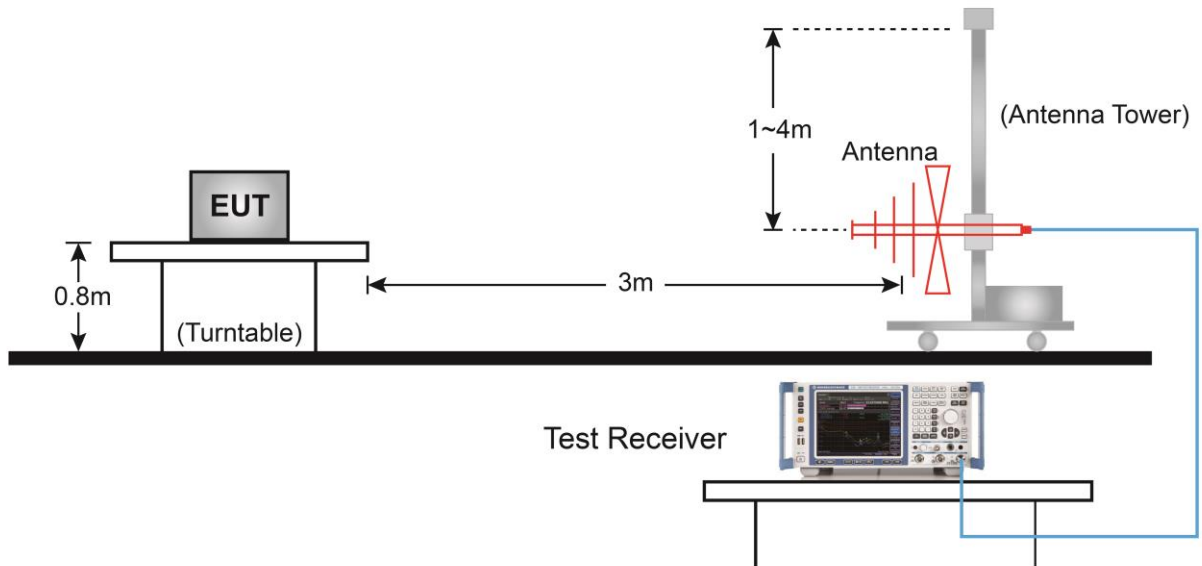 1~4m
(Antenna Tower)
Antenna
EUT
3m
0.8m
(Turntable)
Test Receiver